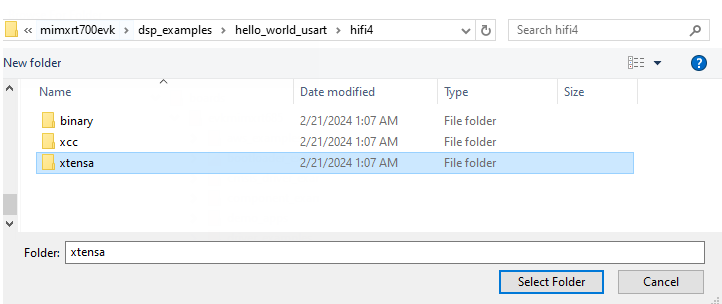 « mimxrt700evk > dsp_examples > hello_world_usart > hifi4 Search hifi4
New folder ?
Name Date modified Type Size
binary 2/21/2024 1:07 AM File folder
xcc 2/21/2024 1:07 AM File folder
xtensa 2/21/2024 1:07 AM File folder
Folder: xtensa
Select Folder Cancel